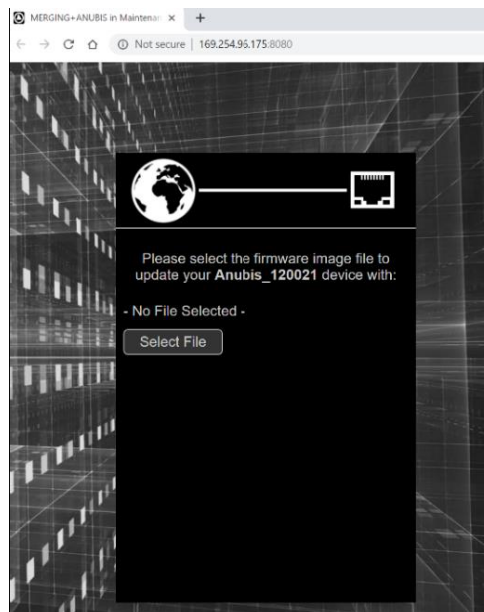 MERGING+ANUBIS in Maintenan
Not secure | 169.254.95.175:8080
Please select the firmware image file to
update your Anubis_120021 device with:
- No File Selected -
Select File